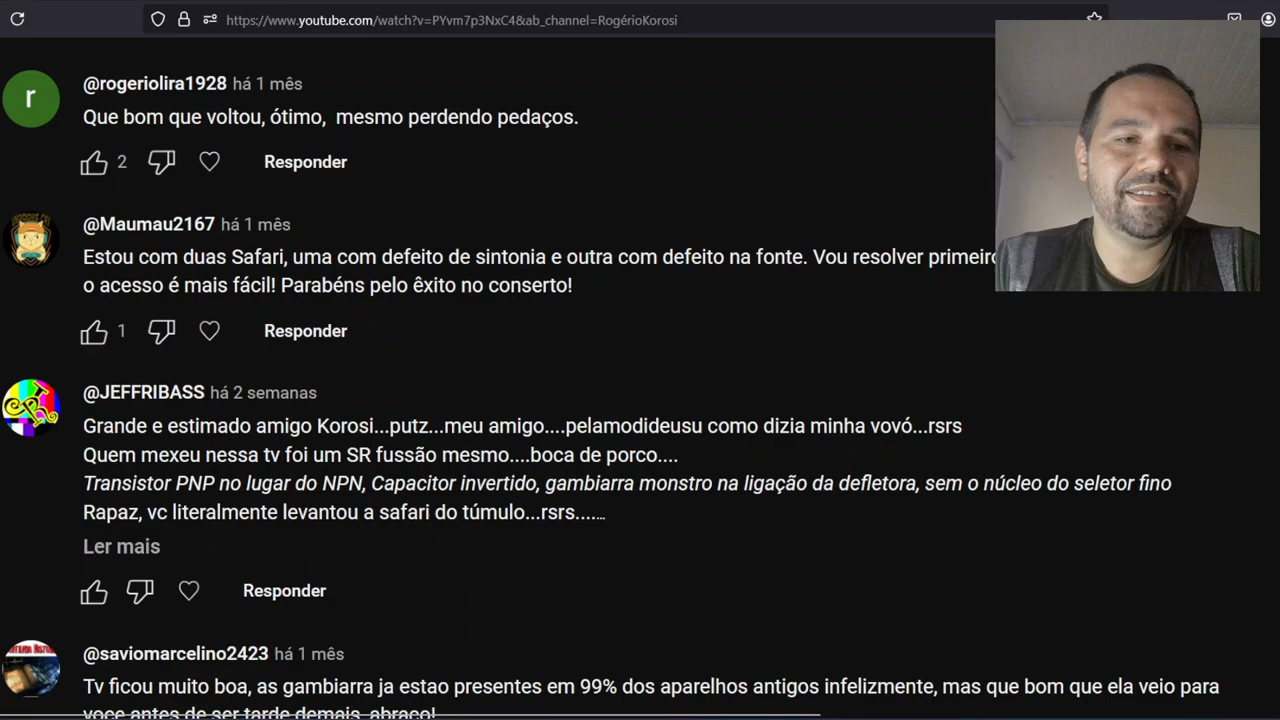 https://www.youtube.com/watch?v=PYvm7p3NxC4&ab_channel=RogérioKorosi
r
@rogeriolira1928 há 1 mês
Que bom que voltou, ótimo,  mesmo perdendo pedaços.
2
Responder
@Maumau2167 há 1 mês
Estou com duas Safari, uma com defeito de sintonia e outra com defeito na fonte. Vou resolver primeiro
o acesso é mais fácil! Parabéns pelo êxito no conserto!
1
Responder
@JEFFRIBASS há 2 semanas
Grande e estimado amigo Korosi...putz...meu amigo....pelamodideusu como dizia minha vovó...rsrs
Quem mexeu nessa tv foi um SR fussão mesmo....boca de porco....
Transistor PNP no lugar do NPN, Capacitor invertido, gambiarra monstro na ligação da defletora, sem o núcleo do seletor fino
Rapaz, vc literalmente levantou a safari do túmulo...rsrs....…
Ler mais
Responder
@saviomarcelino2423 há 1 mês
Tv ficou muito boa, as gambiarra ja estao presentes em 99% dos aparelhos antigos infelizmente, mas que bom que ela veio para
voce antes de ser tarde demais, abraço!